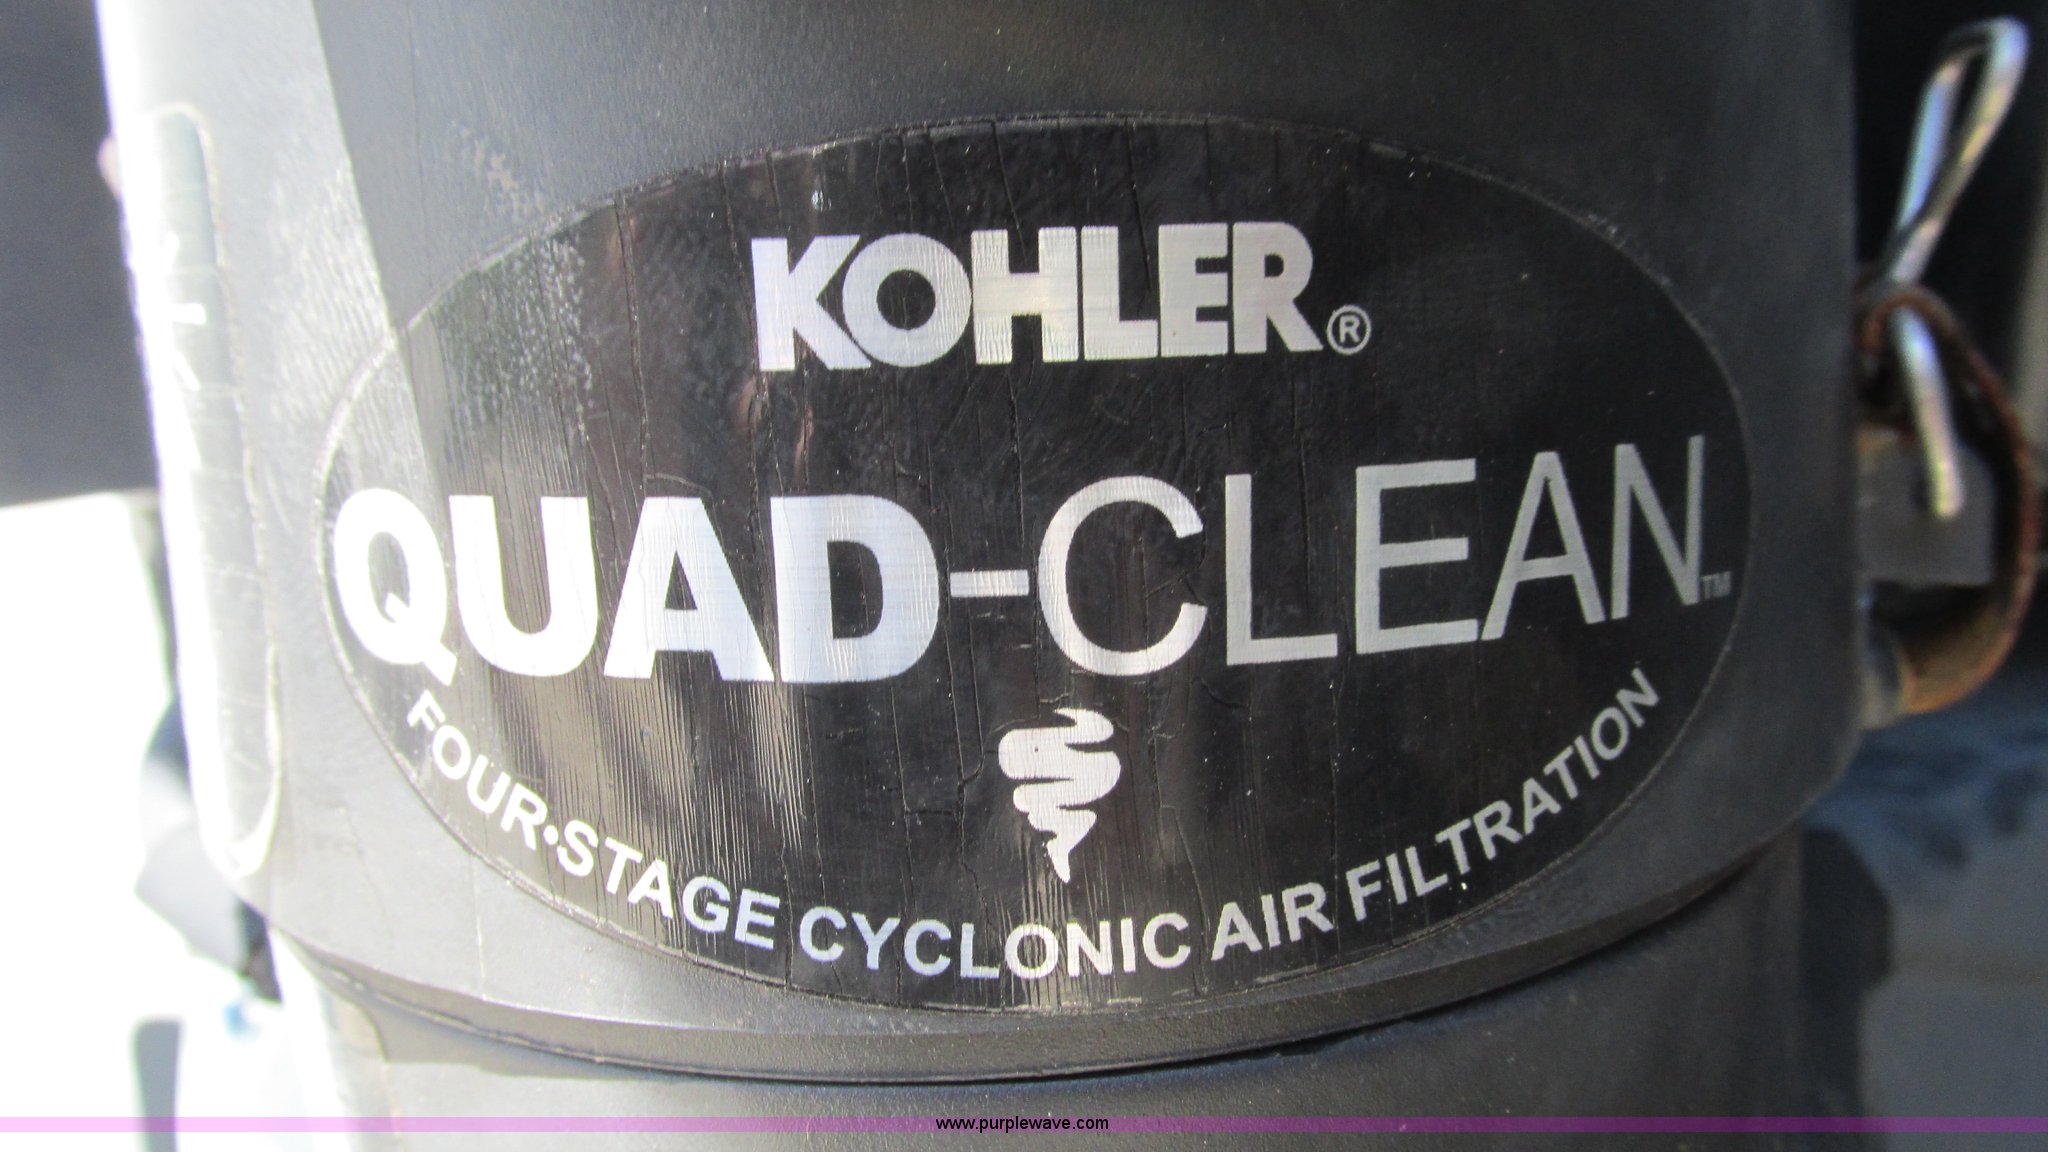 KOHLER®
QUAD-CLEAN™
FOUR•STAGE CYCLONIC AIR FILTRATION
www.purplewave.com